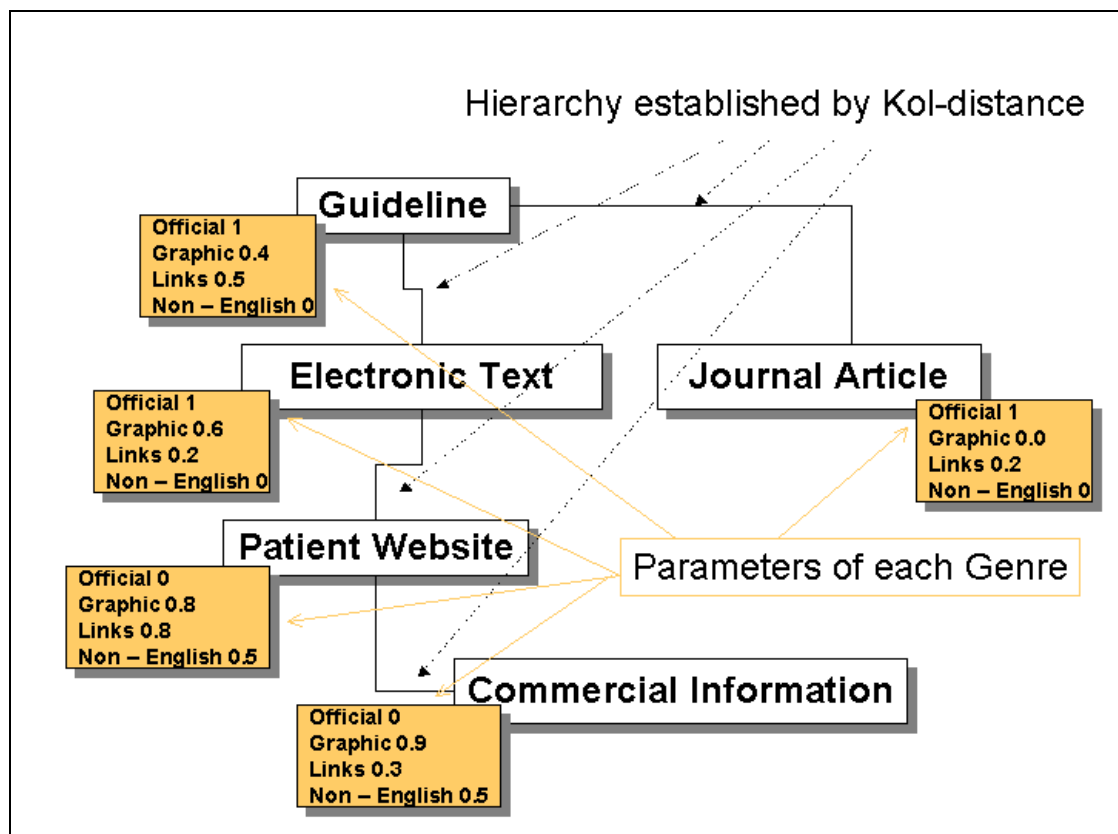 Hierarchy established by Kol-distance
Guideline
Official 1
Graphic 0.4
Links 0.5
Non – English 0
Electronic Text
Official 1
Graphic 0.6
Links 0.2
Non – English 0
Journal Article
Official 1
Graphic 0.0
Links 0.2
Non – English 0
Patient Website
Official 0
Graphic 0.8
Links 0.8
Non – English 0.5
Parameters of each Genre
Commercial Information
Official 0
Graphic 0.9
Links 0.3
Non – English 0.5